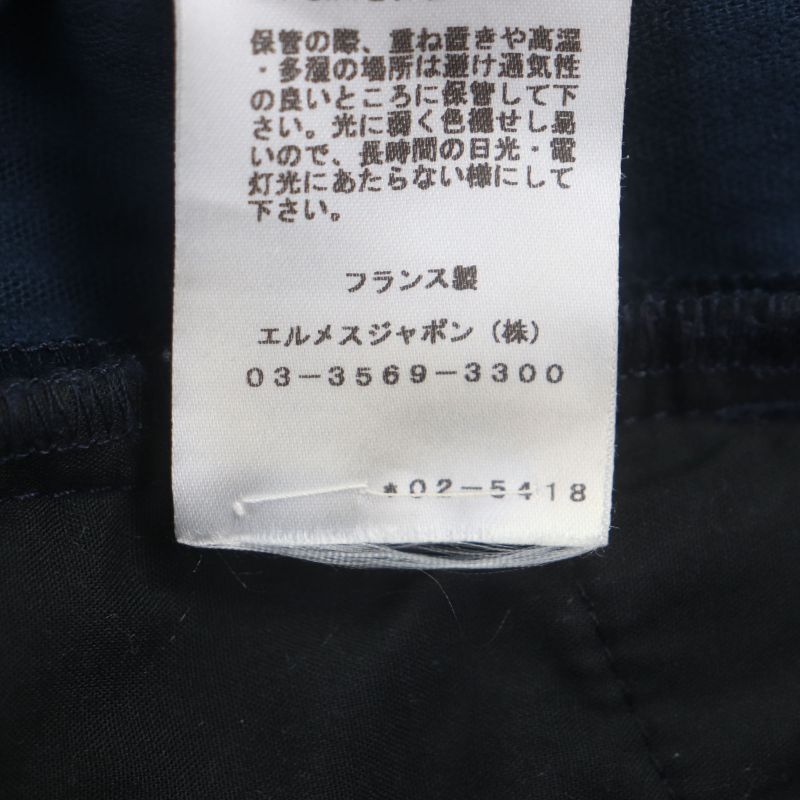 保管の際、重ね置きや高温
・多湿の場所は避け通気性
の良いところに保管して下
さい。光に弱く色褪せし易
いので、長時間の日光・電
灯光にあたらない様にして
下さい。
フランス製
エルメスジャポン（株）
０３－３５６９－３３００
*０２－５４１８